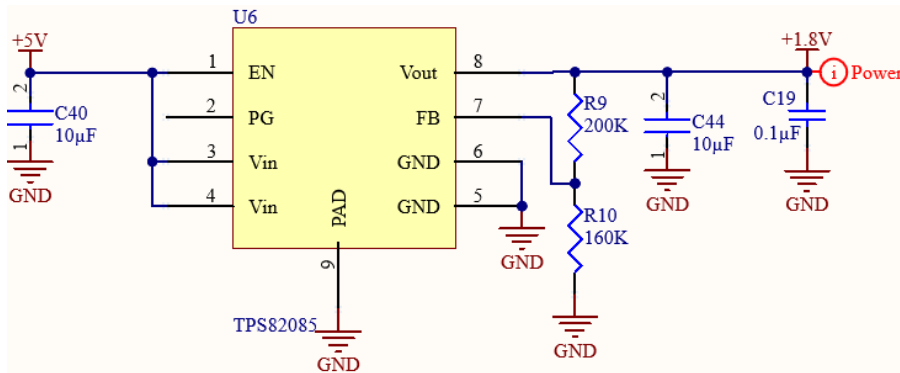 U6
+5V
+1.8V
1
EN
Vout
8
i
Power
2
C40
10µF
1
GND
2
PG
FB
7
R9
200K
2
C44
10µF
1
GND
C19
0.1µF
GND
3
Vin
GND
6
4
Vin
GND
5
GND
PAD
9
R10
160K
GND
TPS82085
GND